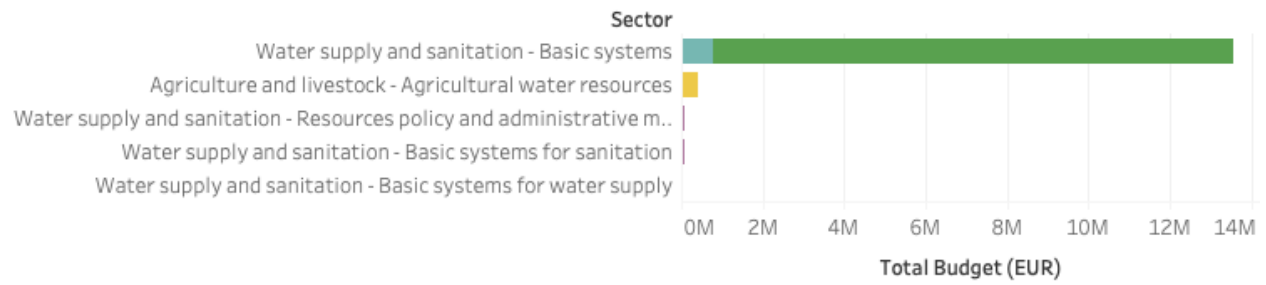 Sector
Water supply and sanitation - Basic systems
Agriculture and livestock - Agricultural water resources
Water supply and sanitation - Resources policy and administrative m..
Water supply and sanitation - Basic systems for sanitation
Water supply and sanitation - Basic systems for water supply
0M 2M 4M 6M 8M 10M 12M 14M
Total Budget (EUR)